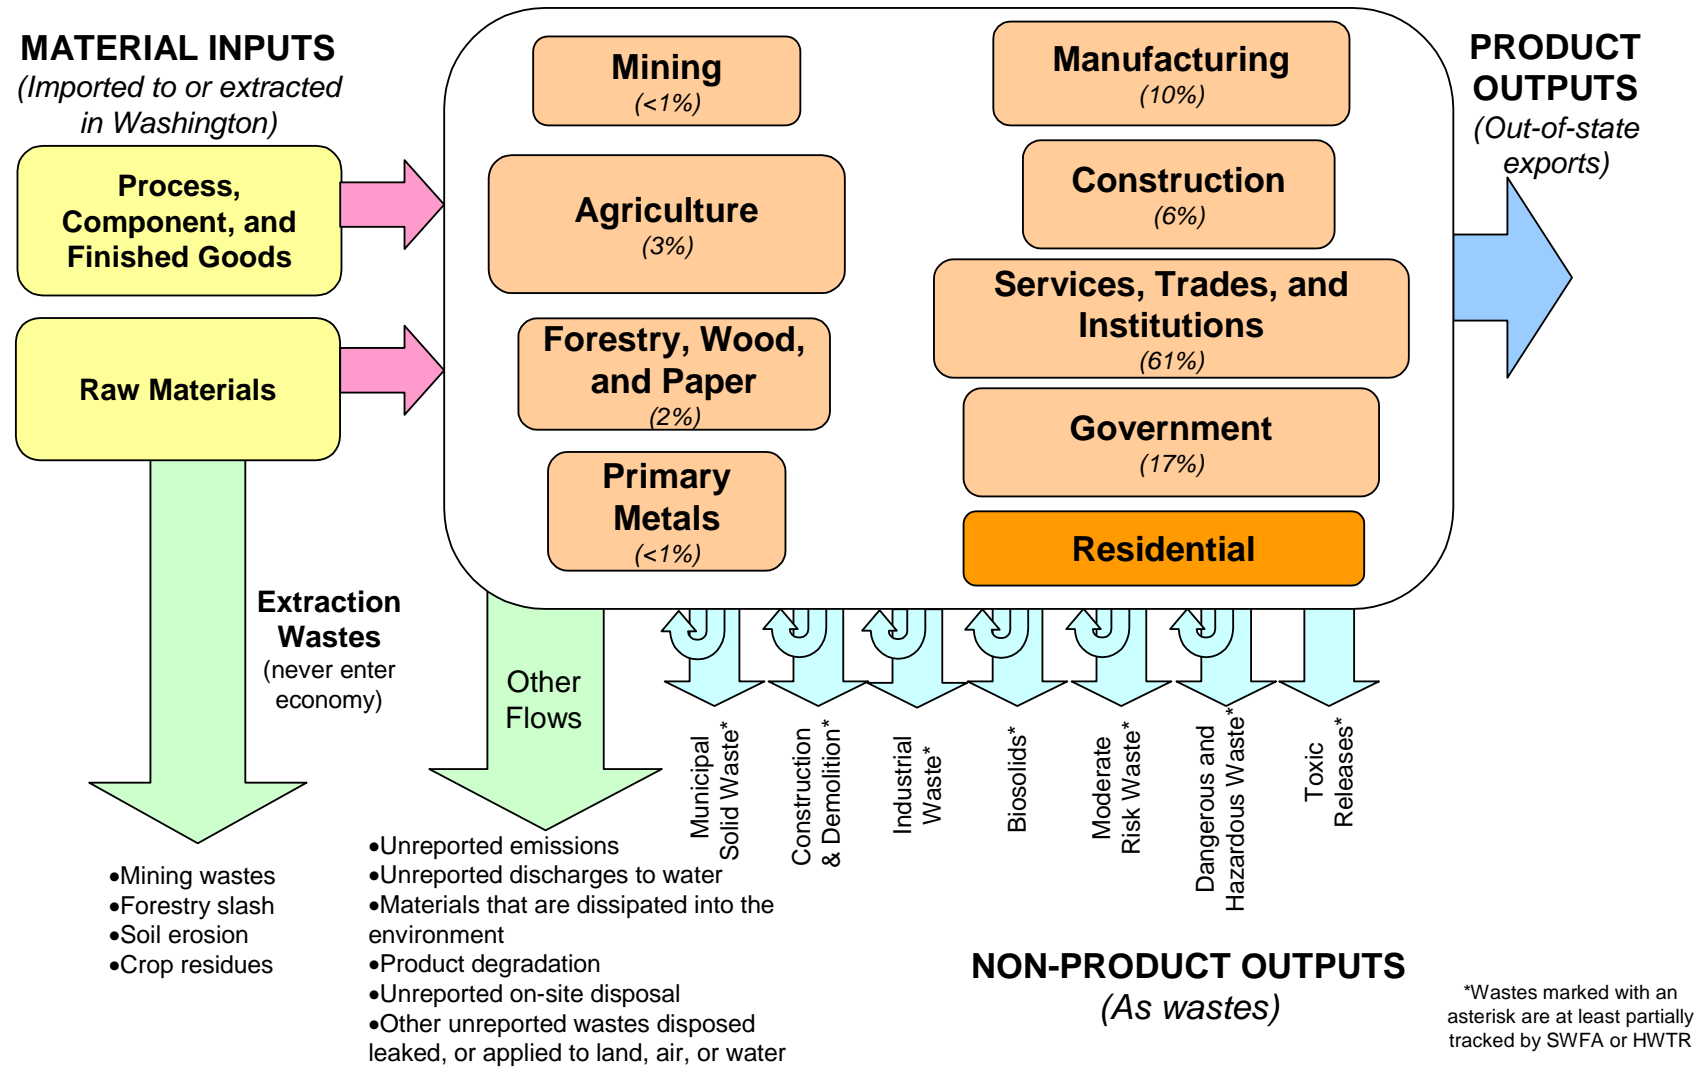 MATERIAL INPUTS
(Imported to or extracted
in Washington)
Process,
Component, and
Finished Goods
Raw Materials
Extraction
Wastes
(never enter
economy)
•Mining wastes
•Forestry slash
•Soil erosion
•Crop residues
Mining
(<1%)
Agriculture
(3%)
Forestry, Wood,
and Paper
(2%)
Primary
Metals
(<1%)
Manufacturing
(10%)
Construction
(6%)
Services, Trades, and
Institutions
(61%)
Government
(17%)
Residential
PRODUCT
OUTPUTS
(Out-of-state
exports)
Other
Flows
•Unreported emissions
•Unreported discharges to water
•Materials that are dissipated into the
environment
•Product degradation
•Unreported on-site disposal
•Other unreported wastes disposed
leaked, or applied to land, air, or water
Municipal
Solid Waste*
Construction
& Demolition*
Industrial
Waste*
Biosolids*
Moderate
Risk Waste*
Dangerous and
Hazardous Waste*
Toxic
Releases*
NON-PRODUCT OUTPUTS
(As wastes)
*Wastes marked with an
asterisk are at least partially
tracked by SWFA or HWTR